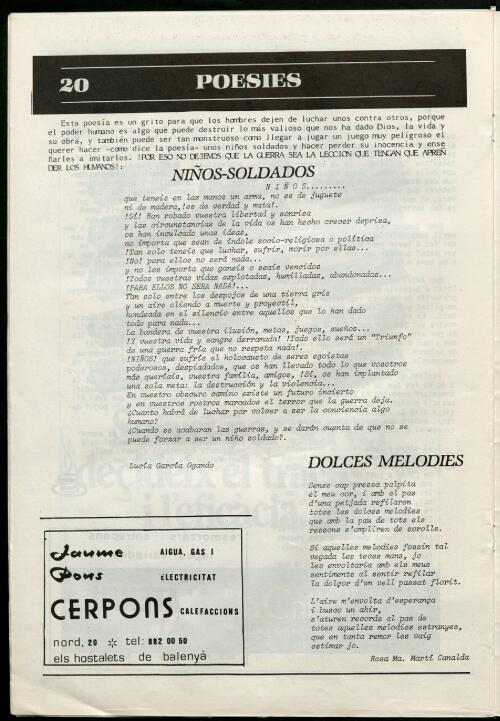 20 POESIES
Esta poesía es un grito para que los hombres dejen de luchar unos contra otros, porque
el poder humano es algo que puede destruir lo más valioso que nos ha dado Dios, la vida y
su obra, y también puede ser tan monstruoso como llegar a jugar un juego muy peligroso el
querer hacer -como dice la poesía- unos niños soldados y hacer perder su inocencia y ense
ñarles a imitarlos. !POR ESO NO DEJEMOS QUE LA GUERRA SEA LA LECCION QUE TENGAN QUE APREN
DER LOS HUMANOS!:
NIÑOS-SOLDADOS
N I Ñ O S.........
que teneis en las manos un arma, no es de juguete
ni de madera,!es de verdad y mata!.
!Sí! Han robado vuestra libertad y sonrisa
y las circunstancias de la vida os han hecho crecer deprisa,
os han inculcado unas ideas,
no importa que sean de índole socio-religiosa o política
!Tan solo teneis que luchar, sufrir, morir por ellas...
!No! para ellos no será nada...
y no les importa que ganeis o seais vencidos
!Todas vuestras vidas explotadas, humilladas, abandonadas...
!PARA ELLOS NO SERA NADA!...
Tan solo entre los despojos de una tierra gris
y un aire oliendo a muerte y proyectil,
hondeada en el silencio entre aquellos que lo han dado
todo para nada...
La bandera de vuestra ilusión, metas, juegos, sueños...
!Y vuestra vida y sangre derramada! !Todo ello será un "Triunfo"
de una guerra fría que no respeta nada!.
!NIÑOS! que sufrís el holocausto de seres egoistas
poderosos, despiadados, que os han llevado todo lo que vosotros
más queríais, vuestra familia, amigos, !Sí, os han implantado
una sola meta: la destrucción y la violencia...
En vuestro obscuro camino existe un futuro incierto
y en vuestros rostros marcados el terror que la guerra deja.
¿Cuanto habrá de luchar por volver a ser la conciencia algo
humano?
¿Cuando se acabaran las guerras, y se darán cuenta de que no se
puede forzar a ser un niño soldado?.
Lucía García Ogando
DOLCES MELODIES
Sense cap pressa palpita
el meu cor, i amb el pas
d'una petjada refilaren
totes les dolces melodies
que amb la pau de tots els
ressons s'ompliren de sorolls.
Si aquelles melodies fossin tal
vegada les teves mans, jo
les envoltaria amb els meus
sentiments al sentir refilar
la dolçor d'un vell passat florit.
L'aire m'envolta d'esperança
i busco un ahir,
s'aturen records al pas de
totes aquelles melodies estranyes,
que en tanta remor les vaig
estimar jo.
Rosa Ma. Martí Canalda
Jaume
Pons
AIGUA, GAS I
ELECTRICITAT
CERPONS CALEFACCIONS
nord, 20 * tel: 882 00 50
els hostalets de balenyà